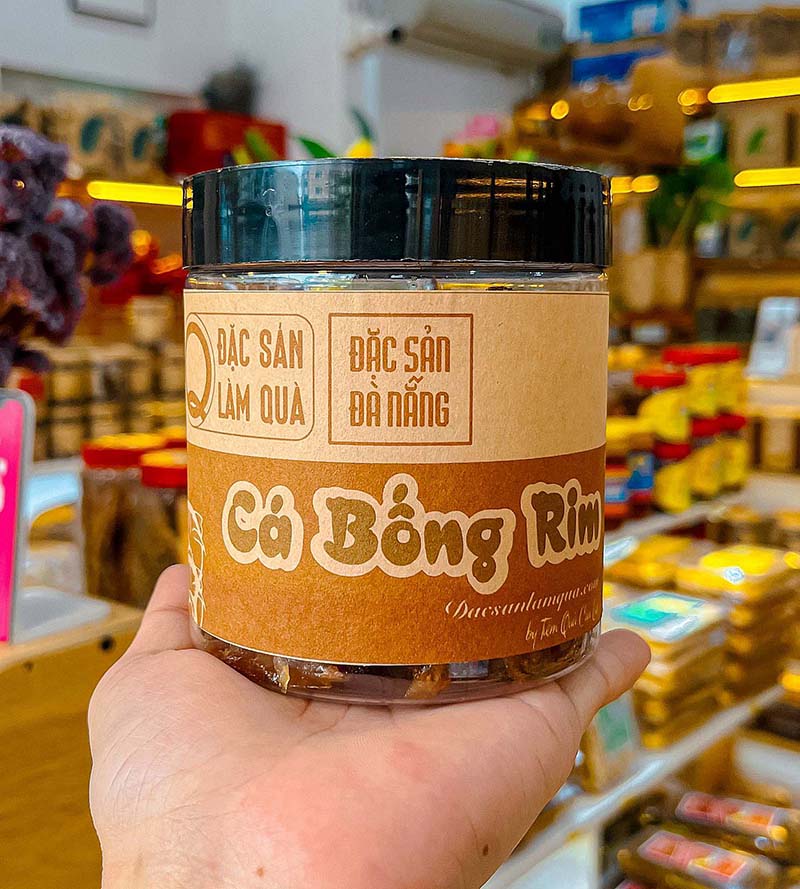 ĐẶC SẢN
LÀM QUÀ
ĐẶC SẢN
ĐÀ NẴNG
Cá Bống Rim
Dacsanlamqua.com